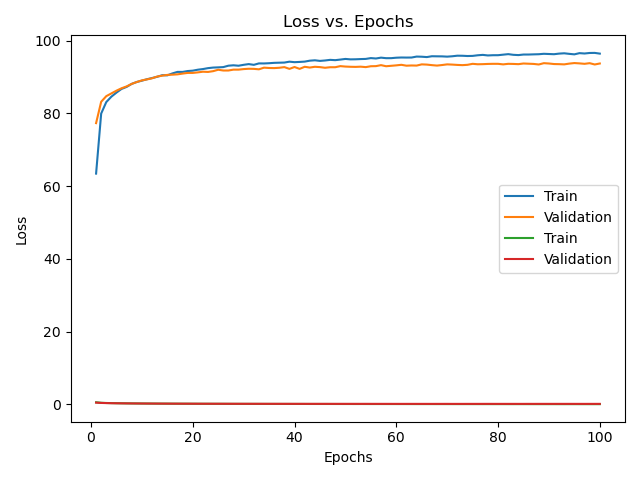 Loss vs. Epochs
100
80
60
40
20
0
Loss
Train
Validation
Train
Validation
0 20 40 60 80 100
Epochs